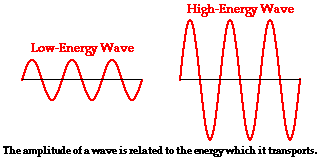 High-Energy Wave
Low-Energy Wave
The amplitude of a wave is related to the energy which it transports.